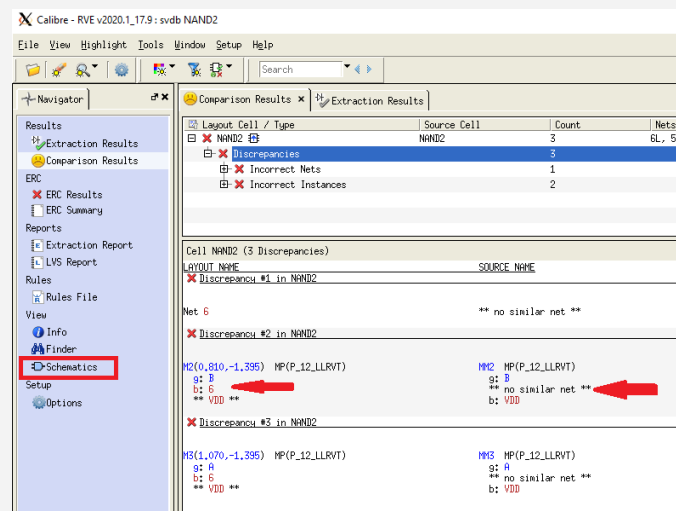 Calibre - RVE v2020.1_17.9 : svdb NAND2
File View Highlight Tools Window Setup Help
Search
Navigator
Comparison Results Extraction Results
Results
Extraction Results
Comparison Results
ERC
ERC Results
ERC Summary
Reports
Extraction Report
LVS Report
Rules
Rules File
View
Info
Finder
Schematics
Setup
Options
Layout Cell / Type Source Cell Count Nets
NAND2 NAND2 3 6L, 5
Discrepancies 3
Incorrect Nets 1
Incorrect Instances 2
Cell NAND2 (3 Discrepancies)
LAYOUT NAME SOURCE NAME
Discrepancy #1 in NAND2
Net 6 ** no similar net **
Discrepancy #2 in NAND2
M2(0.810,-1.395) MP(P_12_LLRVT) MM2 MP(P_12_LLRVT)
g: B g: B
b: 6 ** no similar net **
** VDD ** b: VDD
Discrepancy #3 in NAND2
M3(1.070,-1.395) MP(P_12_LLRVT) MM3 MP(P_12_LLRVT)
g: A g: A
b: 6 ** no similar net **
** VDD ** b: VDD